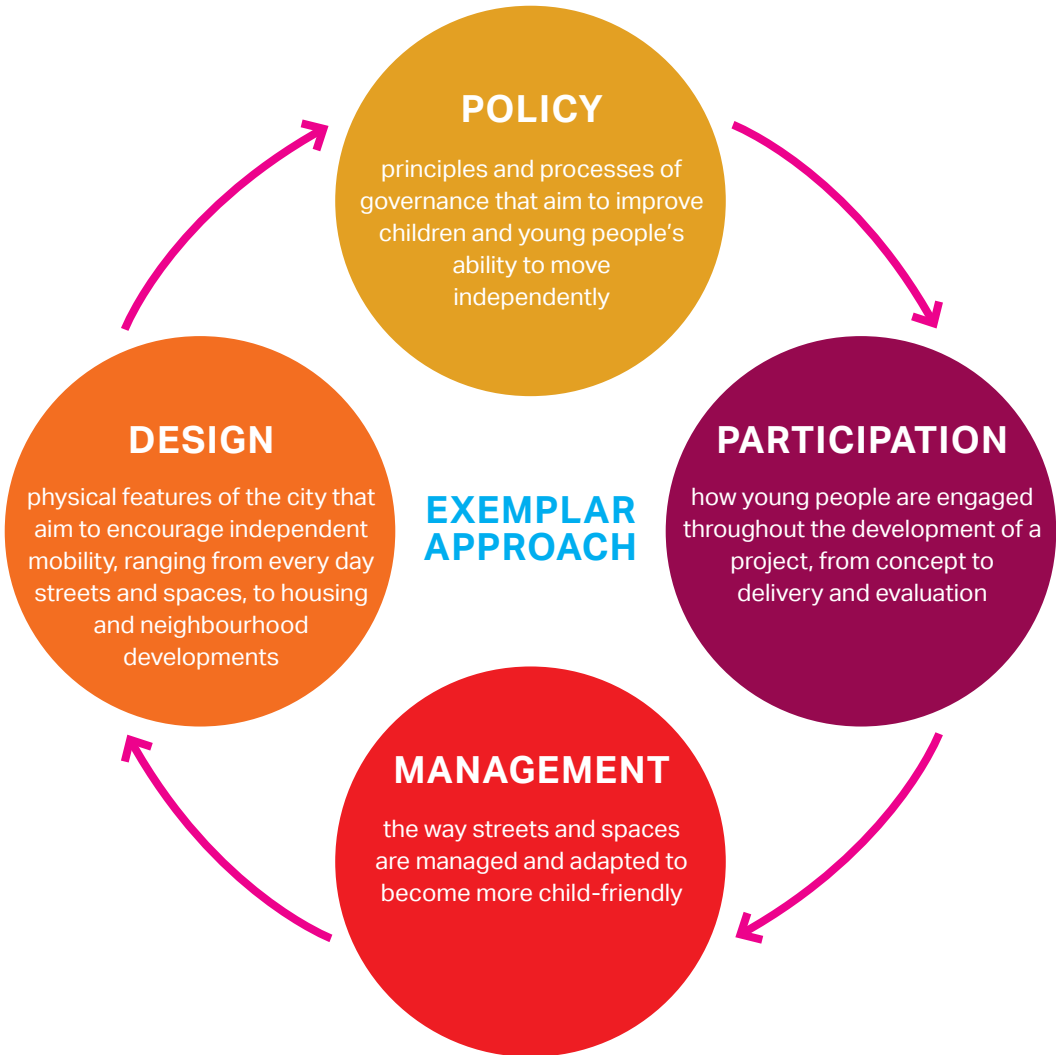 POLICY
principles and processes of
governance that aim to improve
children and young people's
ability to move
independently
DESIGN
physical features of the city that
aim to encourage independent
mobility, ranging from every day
streets and spaces, to housing
and neighbourhood
developments
EXEMPLAR
APPROACH
PARTICIPATION
how young people are engaged
throughout the development of a
project, from concept to
delivery and evaluation
MANAGEMENT
the way streets and spaces
are managed and adapted to
become more child-friendly